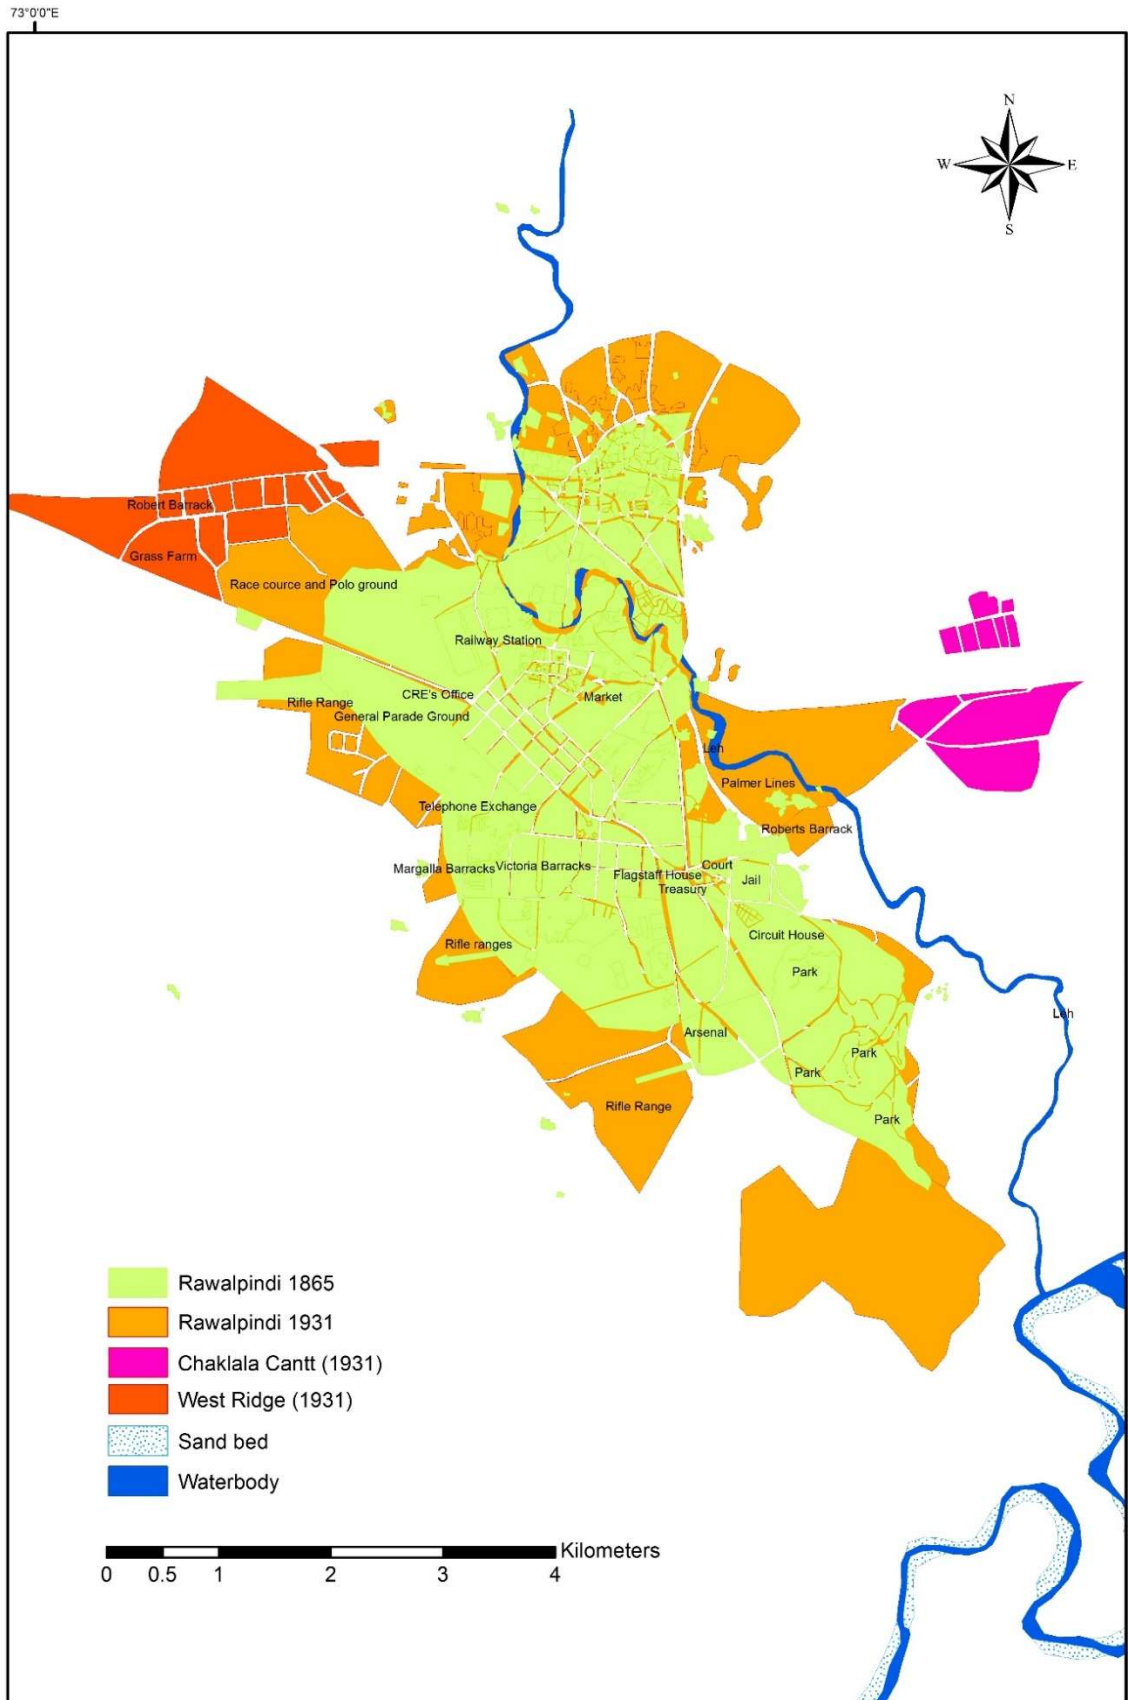 73°0'0"E
N
W
E
S
Robert Barrack
Grass Farm
Race cource and Polo ground
Railway Station
CRE's Office
Market
Rifle Range
General Parade Ground
Leh
Palmer Lines
Telephone Exchange
Roberts Barrack
Margalla Barracks
Victoria Barracks
Flagstaff House
Court
Treasury
Jail
Rifle ranges
Circuit House
Park
Leh
Arsenal
Park
Park
Rifle Range
Park
Rawalpindi 1865
Rawalpindi 1931
Chaklala Cantt (1931)
West Ridge (1931)
Sand bed
Waterbody
Kilometers
0 0.5 1 2 3 4